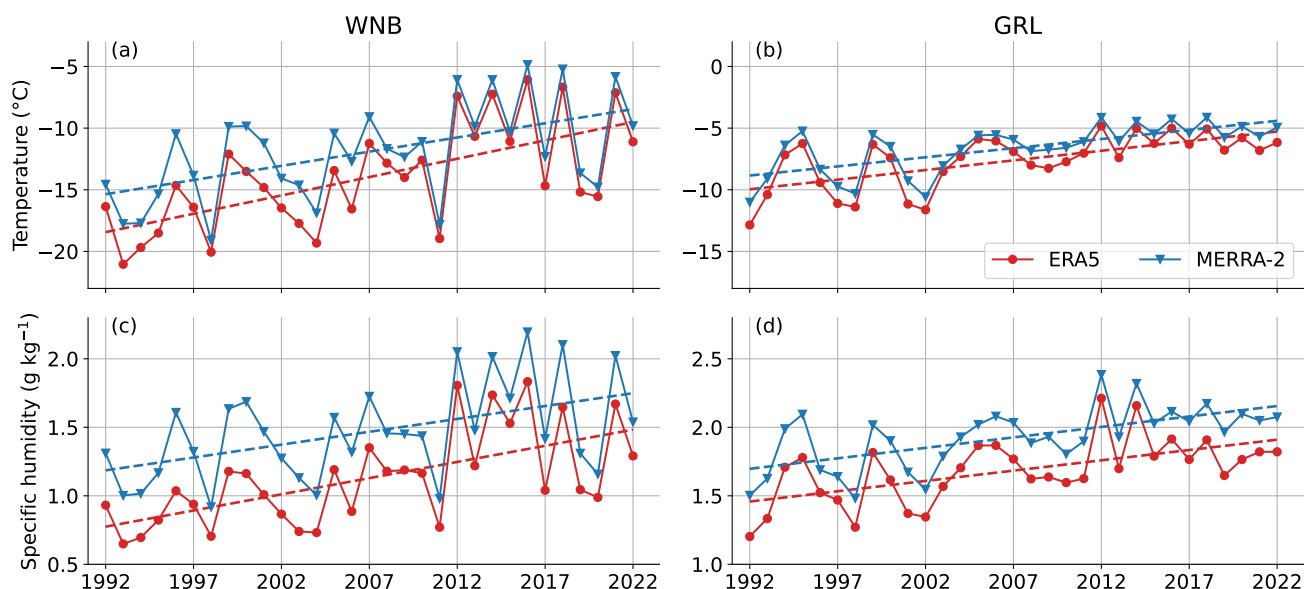 WNB
GRL
(a)
(b)
Temperature (°C)
−5
−10
−15
−20
0
−5
−10
−15
ERA5
MERRA-2
(c)
(d)
Specific humidity (g kg⁻¹)
2.0
1.5
1.0
0.5
2.5
2.0
1.5
1.0
1992 1997 2002 2007 2012 2017 2022
1992 1997 2002 2007 2012 2017 2022